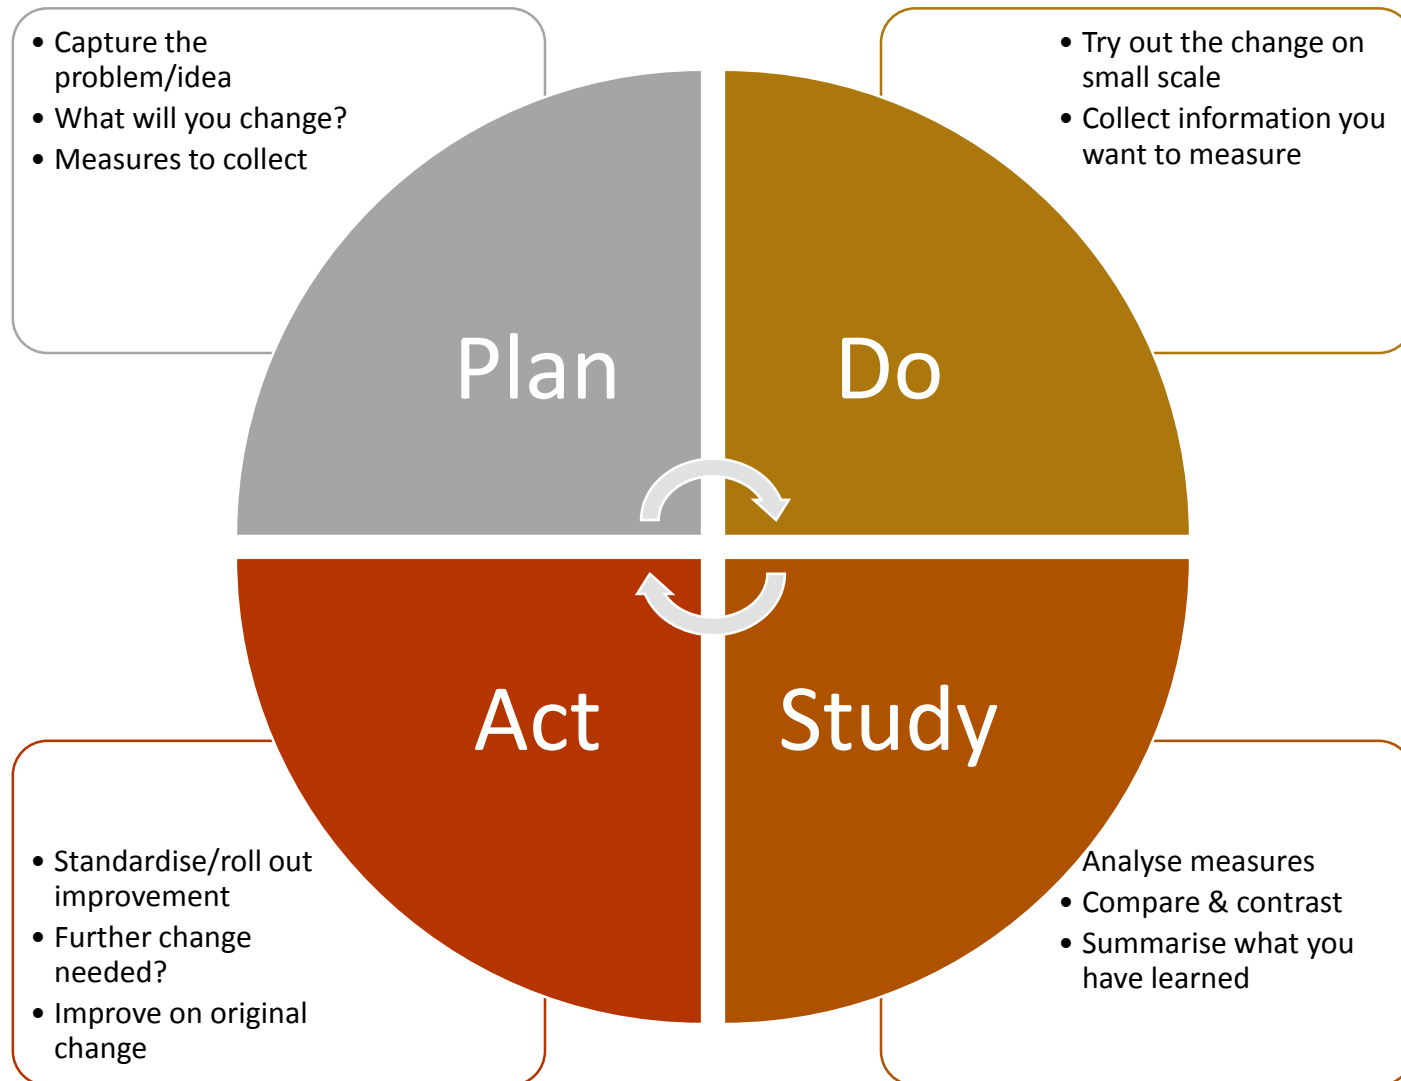 • Capture the
problem/idea
• What will you change?
• Measures to collect
• Try out the change on
small scale
• Collect information you
want to measure
Plan
Do
Act
Study
• Standardise/roll out
improvement
• Further change
needed?
• Improve on original
change
Analyse measures
• Compare & contrast
• Summarise what you
have learned